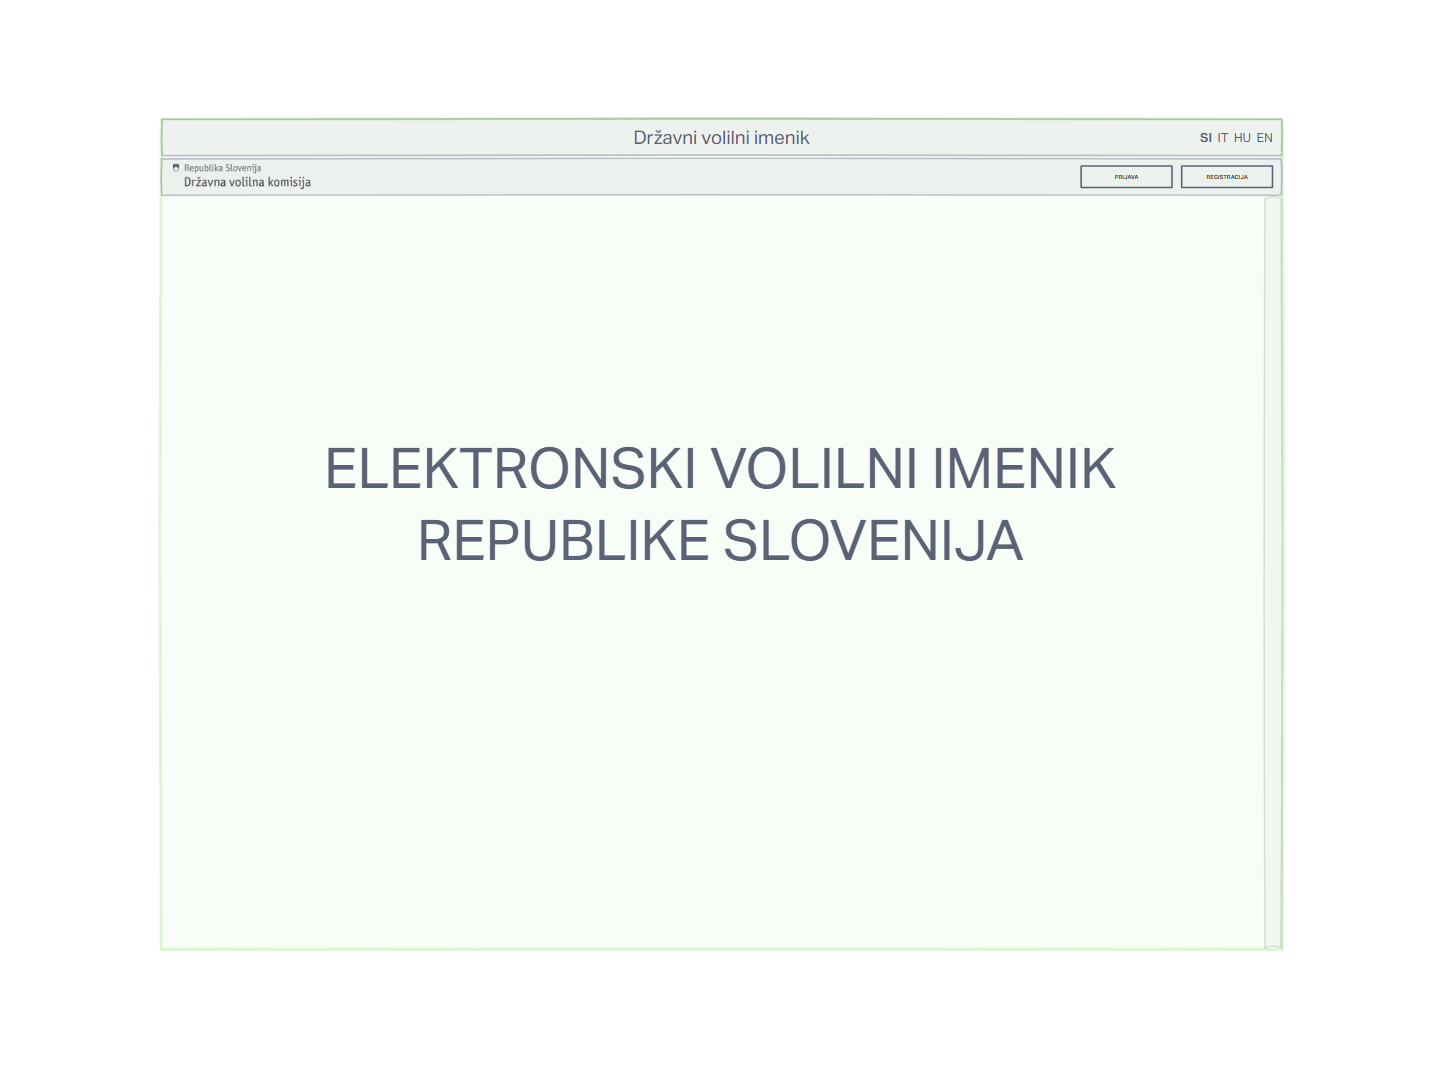 Državni volilni imenik
SI IT HU EN
Republika Slovenija
Državna volilna komisija
PRIJAVA
REGISTRACIJA
ELEKTRONSKI VOLILNI IMENIK
REPUBLIKE SLOVENIJA